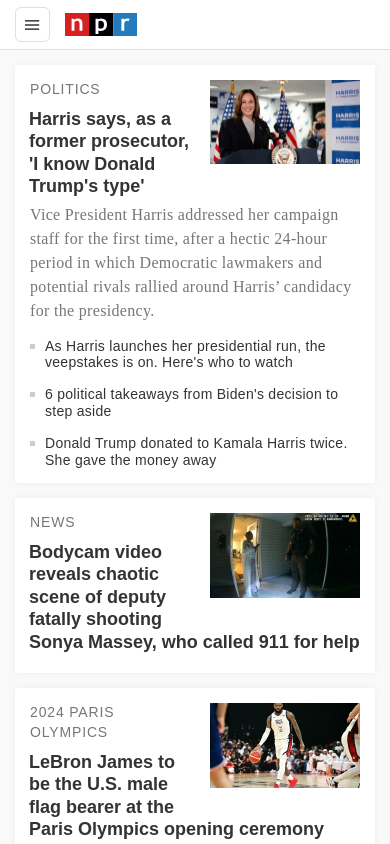 npr
POLITICS
Harris says, as a
former prosecutor,
'I know Donald
Trump's type'
HARRIS
HARRIS
HARRIS
HARRIS
Vice President Harris addressed her campaign
staff for the first time, after a hectic 24-hour
period in which Democratic lawmakers and
potential rivals rallied around Harris’ candidacy
for the presidency.
As Harris launches her presidential run, the
veepstakes is on. Here's who to watch
6 political takeaways from Biden's decision to
step aside
Donald Trump donated to Kamala Harris twice.
She gave the money away
NEWS
Bodycam video
reveals chaotic
scene of deputy
fatally shooting
Sonya Massey, who called 911 for help
2024 PARIS
OLYMPICS
LeBron James to
be the U.S. male
flag bearer at the
Paris Olympics opening ceremony